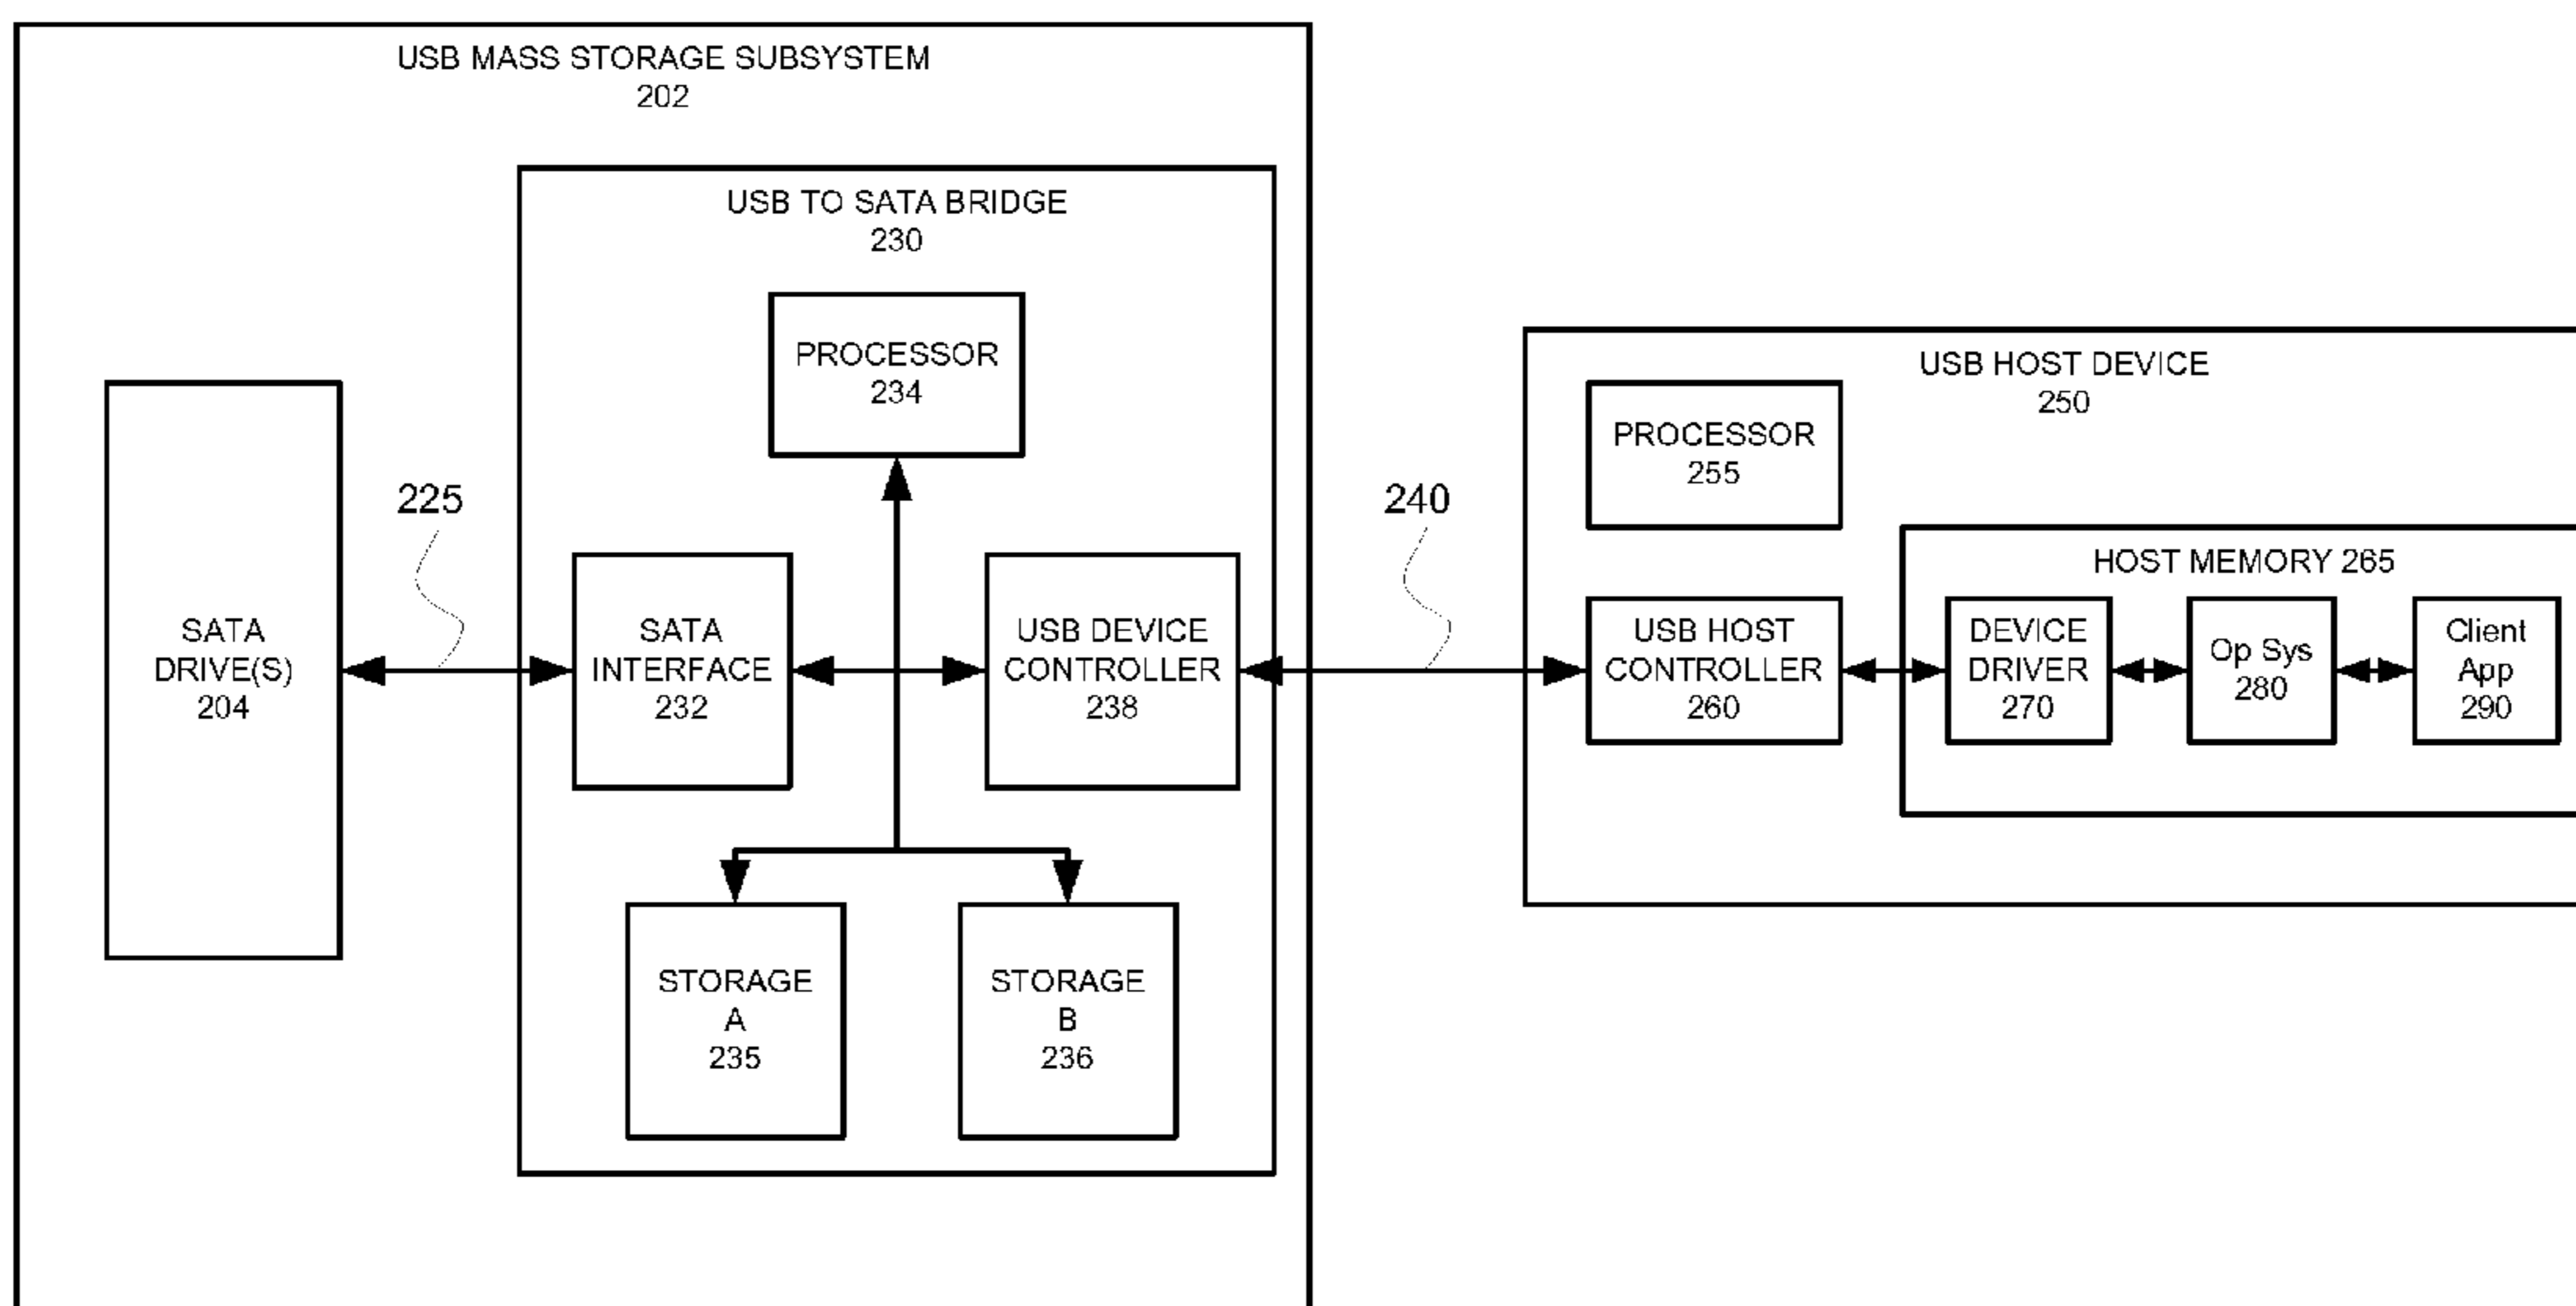 USB MASS STORAGE SUBSYSTEM
202
USB TO SATA BRIDGE
230
PROCESSOR
234
225
SATA
DRIVE(S)
204
SATA
INTERFACE
232
USB DEVICE
CONTROLLER
238
STORAGE
A
235
STORAGE
B
236
240
USB HOST DEVICE
250
PROCESSOR
255
HOST MEMORY 265
USB HOST
CONTROLLER
260
DEVICE
DRIVER
270
Op Sys
280
Client
App
290